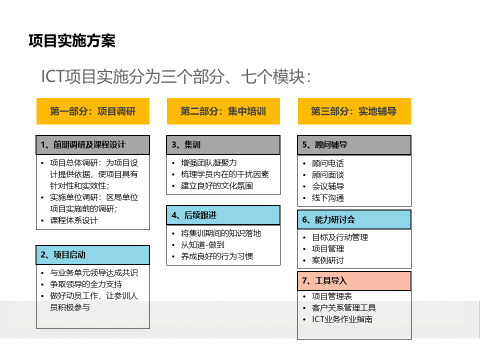 项目实施方案
ICT项目实施分为三个部分、七个模块：
第一部分：项目调研
1、前期调研及课程设计
• 项目总体调研：为项目设
计提供依据，使项目具有
针对性和实效性；
• 实施单位调研：区局单位
项目实施前的调研；
• 课程体系设计
2、项目启动
• 与业务单元领导达成共识
• 争取领导的全力支持
• 做好动员工作，让参训人
员积极参与
第二部分：集中培训
3、集训
• 增强团队凝聚力
• 梳理学员内在的干扰因素
• 建立良好的文化氛围
4、后续跟进
• 将集训期间的知识落地
• 从知道-做到
• 养成良好的行为习惯
第三部分：实地辅导
5、顾问辅导
• 顾问电话
• 顾问面谈
• 会议辅导
• 线下沟通
6、能力研讨会
• 目标及行动管理
• 项目管理
• 案例研讨
7、工具导入
• 项目管理表
• 客户关系管理工具
• ICT业务作业指南